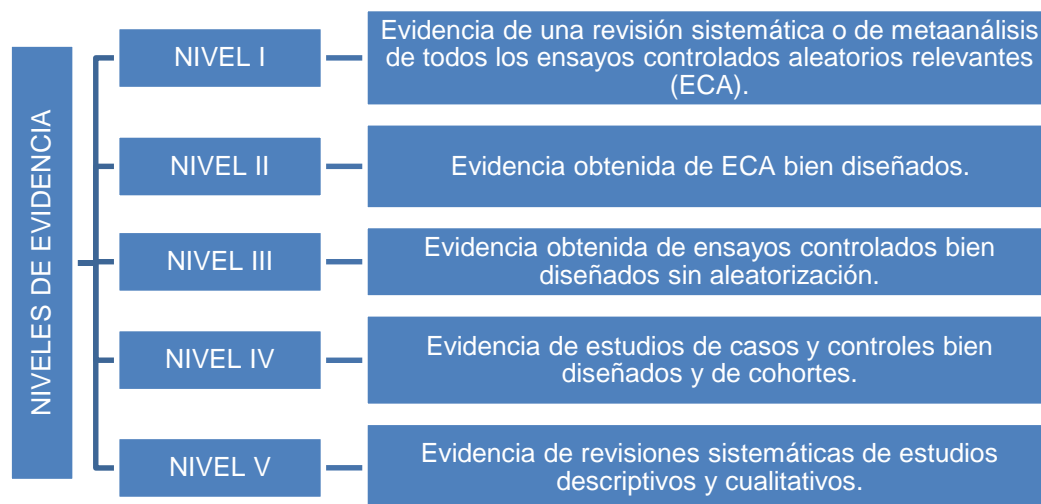 NIVELES DE EVIDENCIA
NIVEL I
Evidencia de una revisión sistemática o de metaanálisis
de todos los ensayos controlados aleatorios relevantes
(ECA).
NIVEL II
Evidencia obtenida de ECA bien diseñados.
NIVEL III
Evidencia obtenida de ensayos controlados bien
diseñados sin aleatorización.
NIVEL IV
Evidencia de estudios de casos y controles bien
diseñados y de cohortes.
NIVEL V
Evidencia de revisiones sistemáticas de estudios
descriptivos y cualitativos.